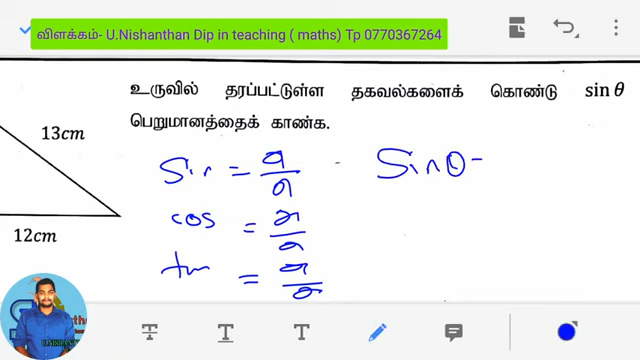 விளக்கம்- U.Nishanthan Dip in teaching ( maths) Tp 0770367264
உருவில் தரப்பட்டுள்ள தகவல்களைக் கொண்டு sin θ
பெறுமானத்தைக் காண்க.
13cm
12cm
Sin =
Sinθ =
cos =
tan =
T T T